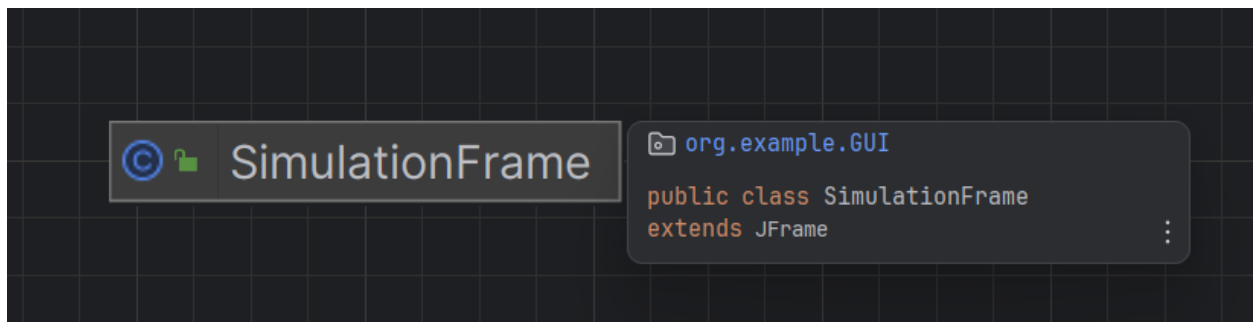 © SimulationFrame
org.example.GUI
public class SimulationFrame
extends JFrame